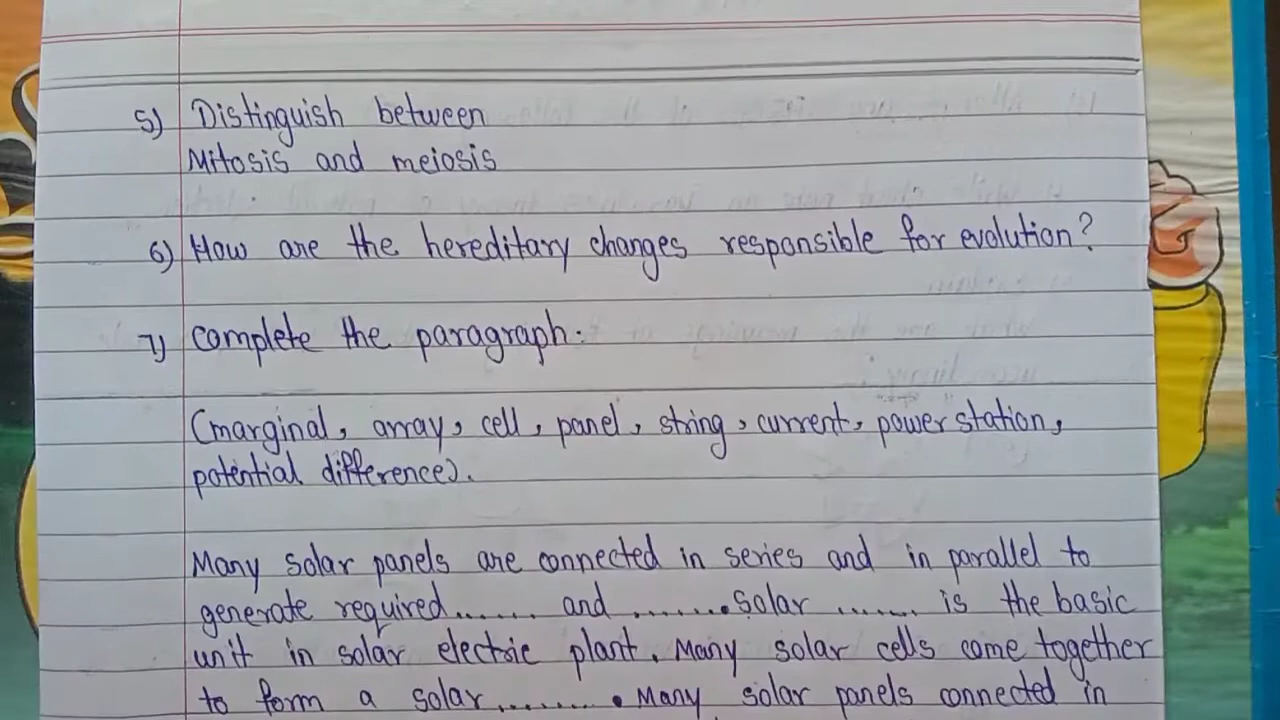 5) Distinguish between
Mitosis and meiosis
6) How are the hereditary changes responsible for evolution?
7) complete the paragraph.
(marginal, array, cell, panel, string, current, power station,
potential difference).
Many solar panels are connected in series and in parallel to
generate required....... and ........ solar ....... is the basic
unit in solar electric plant. Many solar cells come together
to form a solar......... Many solar panels connected in